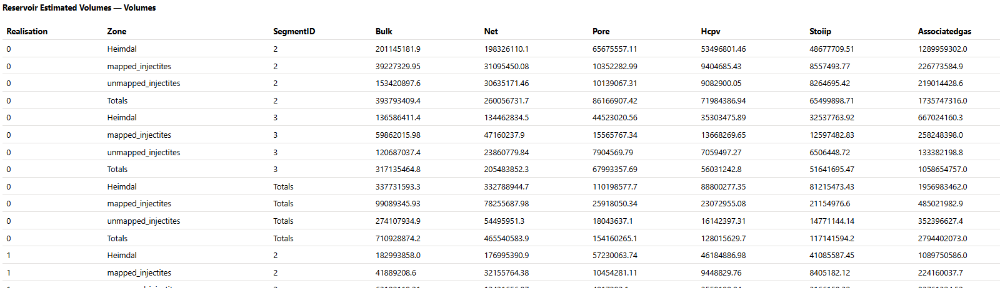 Reservoir Estimated Volumes — Volumes
Realisation Zone SegmentID Bulk Net Pore Hcpv Stoiip Associatedgas
0 Heimdal 2 201145181.9 198326110.1 65675557.11 53496801.46 48677709.51 1289959302.0
0 mapped_injectites 2 39227329.95 31095450.08 10352282.99 9404685.43 8557493.77 226773584.9
0 unmapped_injectites 2 153420897.6 30635171.46 10139067.31 9082900.05 8264695.42 219014428.6
0 Totals 2 393793409.4 260056731.7 86166907.42 71984386.94 65499898.71 1735747316.0
0 Heimdal 3 136586411.4 134462834.5 44523020.56 35303475.89 32537763.92 667024160.3
0 mapped_injectites 3 59862015.98 47160237.9 15565767.34 13668269.65 12597482.83 258248398.0
0 unmapped_injectites 3 120687037.4 23860779.84 7904569.79 7059497.27 6506448.72 133382198.8
0 Totals 3 317135464.8 205483852.3 67993357.69 56031242.8 51641695.47 1058654757.0
0 Heimdal Totals 337731593.3 332788944.7 110198577.7 88800277.35 81215473.43 1956983462.0
0 mapped_injectites Totals 99089345.93 78255687.98 25918050.34 23072955.08 21154976.6 485021982.9
0 unmapped_injectites Totals 274107934.9 54495951.3 18043637.1 16142397.31 14771144.14 352396627.4
0 Totals Totals 710928874.2 465540583.9 154160265.1 128015629.7 117141594.2 2794402073.0
1 Heimdal 2 182993858.0 176995390.9 57230063.74 46184886.98 41085587.45 1089750586.0
1 mapped_injectites 2 41889208.6 32155764.38 10454281.11 9448829.76 8405182.12 224160037.7